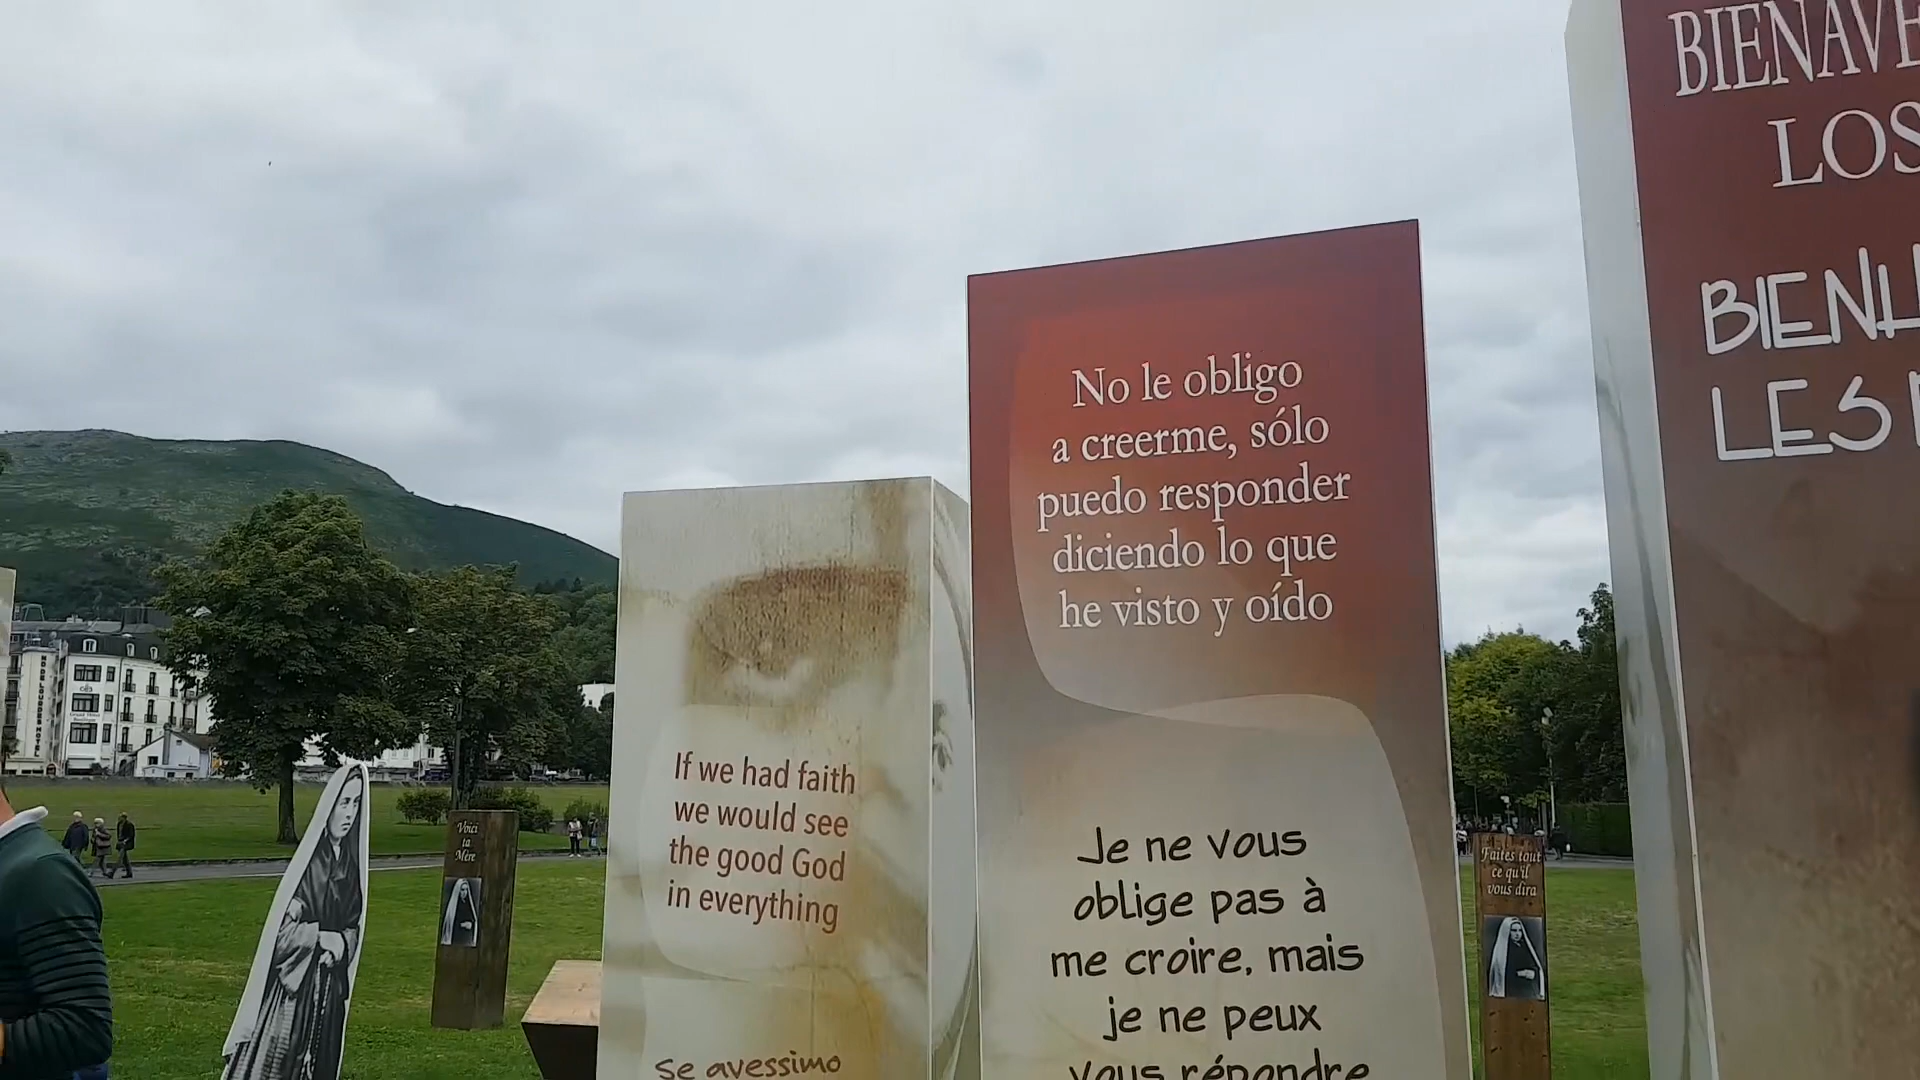 BIENAVE
LOS
BIENV
LES
No le obligo
a creerme, sólo
puedo responder
diciendo lo que
he visto y oído
Je ne vous
oblige pas à
me croire, mais
je ne peux
vous répondre
If we had faith
we would see
the good God
in everything
se avessimo
Voici
ta
Mère
Faites tout
ce qu'il
vous dira